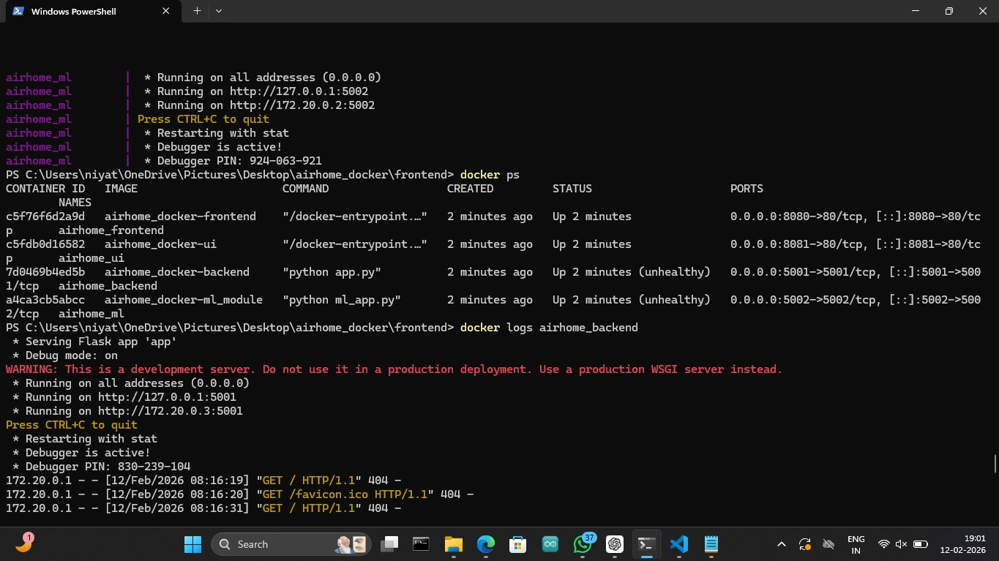 Windows PowerShell
airhome_ml        |  * Running on all addresses (0.0.0.0)
airhome_ml        |  * Running on http://127.0.0.1:5002
airhome_ml        |  * Running on http://172.20.0.2:5002
airhome_ml        | Press CTRL+C to quit
airhome_ml        |  * Restarting with stat
airhome_ml        |  * Debugger is active!
airhome_ml        |  * Debugger PIN: 924-063-921
PS C:\Users\niyat\OneDrive\Pictures\Desktop\airhome_docker\frontend> docker ps
CONTAINER ID   IMAGE                      COMMAND                  CREATED         STATUS                     PORTS
        NAMES
c5f76f6d2a9d   airhome_docker-frontend    "/docker-entrypoint.…"   2 minutes ago   Up 2 minutes               0.0.0.0:8080->80/tcp, [::]:8080->80/tc
p       airhome_frontend
c5fdb0d16582   airhome_docker-ui          "/docker-entrypoint.…"   2 minutes ago   Up 2 minutes               0.0.0.0:8081->80/tcp, [::]:8081->80/tc
p       airhome_ui
7d0469b4ed5b   airhome_docker-backend     "python app.py"          2 minutes ago   Up 2 minutes (unhealthy)   0.0.0.0:5001->5001/tcp, [::]:5001->500
1/tcp   airhome_backend
a4ca3cb5abcc   airhome_docker-ml_module   "python ml_app.py"       2 minutes ago   Up 2 minutes (unhealthy)   0.0.0.0:5002->5002/tcp, [::]:5002->500
2/tcp   airhome_ml
PS C:\Users\niyat\OneDrive\Pictures\Desktop\airhome_docker\frontend> docker logs airhome_backend
 * Serving Flask app 'app'
 * Debug mode: on
WARNING: This is a development server. Do not use it in a production deployment. Use a production WSGI server instead.
 * Running on all addresses (0.0.0.0)
 * Running on http://127.0.0.1:5001
 * Running on http://172.20.0.3:5001
Press CTRL+C to quit
 * Restarting with stat
 * Debugger is active!
 * Debugger PIN: 830-239-104
172.20.0.1 - - [12/Feb/2026 08:16:19] "GET / HTTP/1.1" 404 -
172.20.0.1 - - [12/Feb/2026 08:16:20] "GET /favicon.ico HTTP/1.1" 404 -
172.20.0.1 - - [12/Feb/2026 08:16:31] "GET / HTTP/1.1" 404 -
1
Search
37
ENG
IN
19:01
12-02-2026